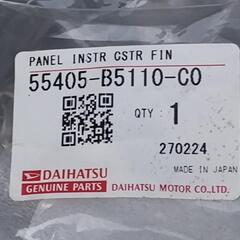 PANEL INSTR CSTR FIN
55405-B5110-C0
QTY : 1
270224
MADE IN JAPAN
DAIHATSU
GENUINE PARTS
DAIHATSU MOTOR CO.,LTD.